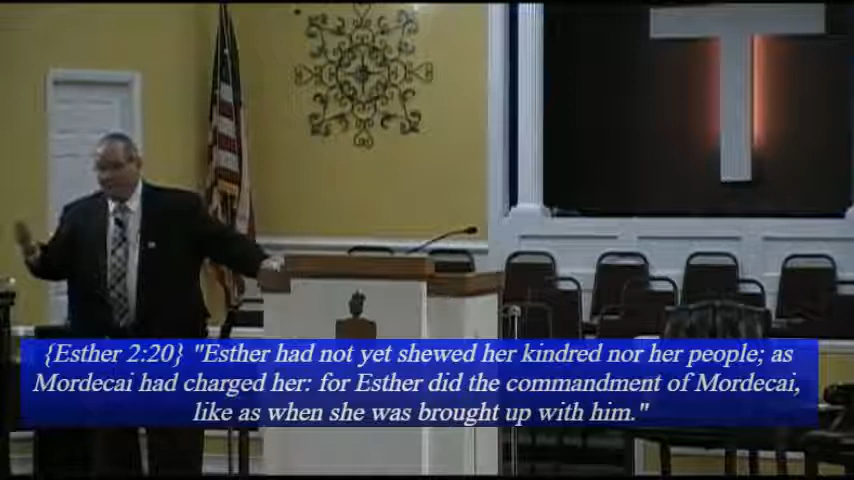 {Esther 2:20} "Esther had not yet shewed her kindred nor her people; as
Mordecai had charged her: for Esther did the commandment of Mordecai,
like as when she was brought up with him."